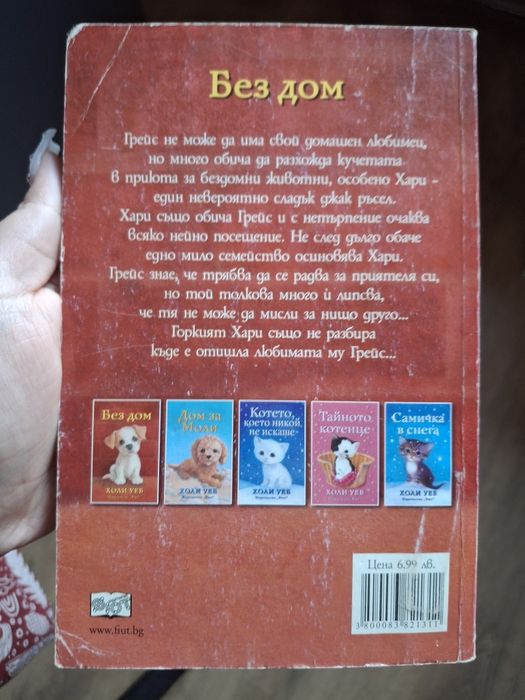 Без дом
Грейс не може да има свой домашен любимец,
но много обича да разхожда кучетата
в приюта за бездомни животни, особено Хари –
един невероятно сладък джак ръсел.
Хари също обича Грейс и с нетърпение очаква
всяко нейно посещение. Не след дълго обаче
едно мило семейство осиновява Хари.
Грейс знае, че трябва да се радва за приятеля си,
но той толкова много ѝ липсва,
че тя не може да мисли за нищо друго...
Горкият Хари също не разбира
къде е отишла любимата му Грейс...
Без дом
ХОЛИ УЕБ
Дом за
Моли
ХОЛИ УЕБ
Котето,
което никой
не искаше
ХОЛИ УЕБ
Тайното
котенце
ХОЛИ УЕБ
Самичка
в снега
ХОЛИ УЕБ
Цена 6.99 лв.
3800083821311
www.fiut.bg